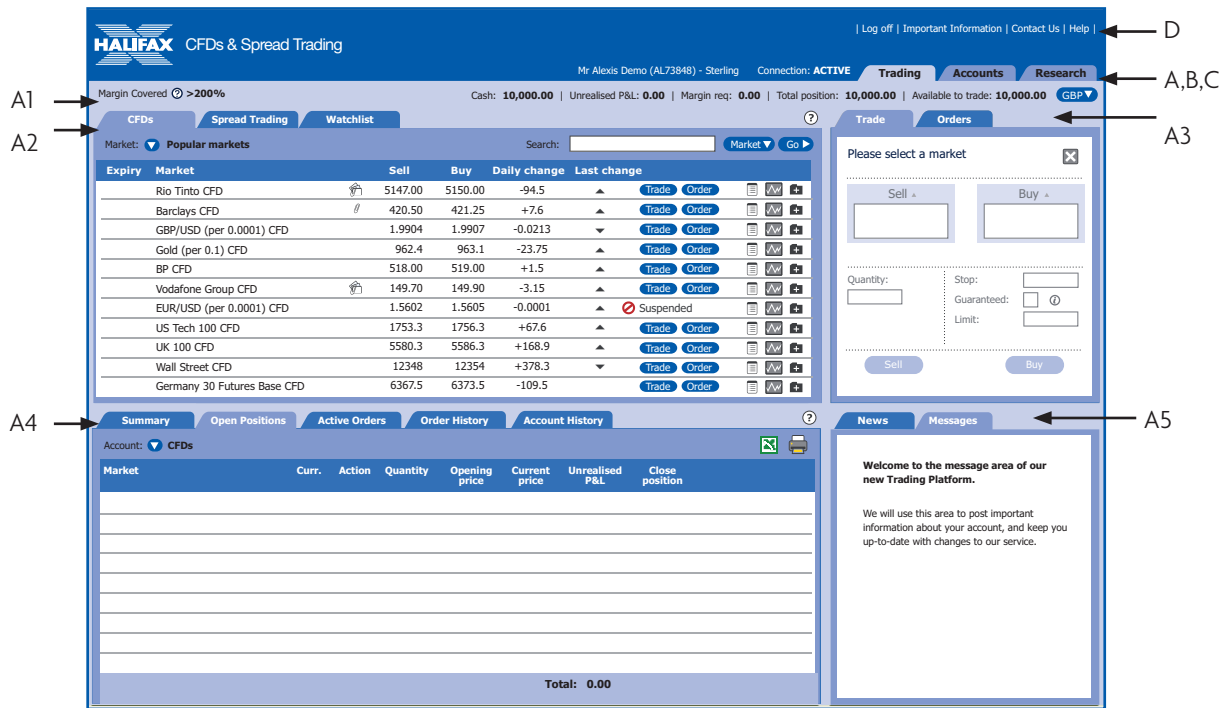 | Log off | Important Information | Contact Us | Help |
D
HALIFAX CFDs & Spread Trading
Mr Alexis Demo (AL73848) - Sterling Connection: ACTIVE Trading Accounts Research
A,B,C
A1
Margin Covered ? >200% Cash: 10,000.00 | Unrealised P&L: 0.00 | Margin req: 0.00 | Total position: 10,000.00 | Available to trade: 10,000.00 GBP
A2
CFDs Spread Trading Watchlist ?
Trade Orders
A3
Market: Popular markets Search: Market Go
Expiry Market Sell Buy Daily change Last change
Rio Tinto CFD 5147.00 5150.00 -94.5 Trade Order
Barclays CFD 420.50 421.25 +7.6 Trade Order
GBP/USD (per 0.0001) CFD 1.9904 1.9907 -0.0213 Trade Order
Gold (per 0.1) CFD 962.4 963.1 -23.75 Trade Order
BP CFD 518.00 519.00 +1.5 Trade Order
Vodafone Group CFD 149.70 149.90 -3.15 Trade Order
EUR/USD (per 0.0001) CFD 1.5602 1.5605 -0.0001 Suspended
US Tech 100 CFD 1753.3 1756.3 +67.6 Trade Order
UK 100 CFD 5580.3 5586.3 +168.9 Trade Order
Wall Street CFD 12348 12354 +378.3 Trade Order
Germany 30 Futures Base CFD 6367.5 6373.5 -109.5 Trade Order
Please select a market
Sell Buy
Quantity: Stop:
Guaranteed: i
Limit:
Sell Buy
A4
Summary Open Positions Active Orders Order History Account History ?
Account: CFDs
Market Curr. Action Quantity Opening price Current price Unrealised P&L Close position
Total: 0.00
News Messages
A5
Welcome to the message area of our
new Trading Platform.
We will use this area to post important
information about your account, and keep you
up-to-date with changes to our service.